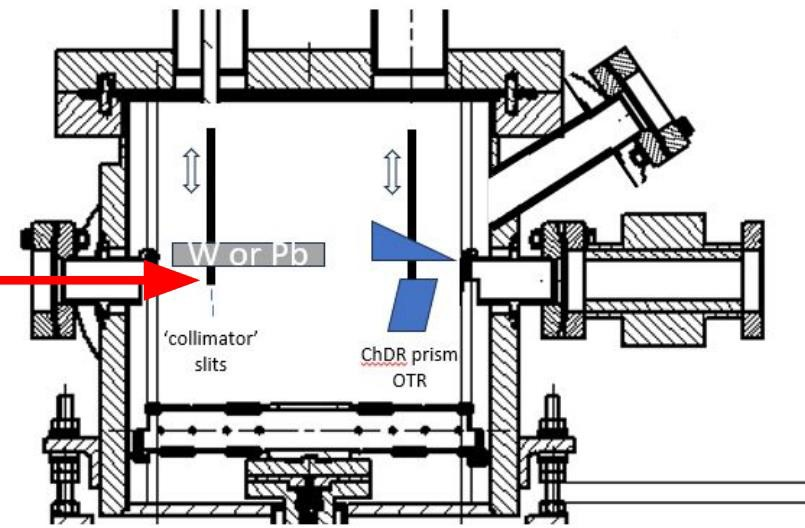 W or Pb
‘collimator’
slits
ChDR prism
OTR